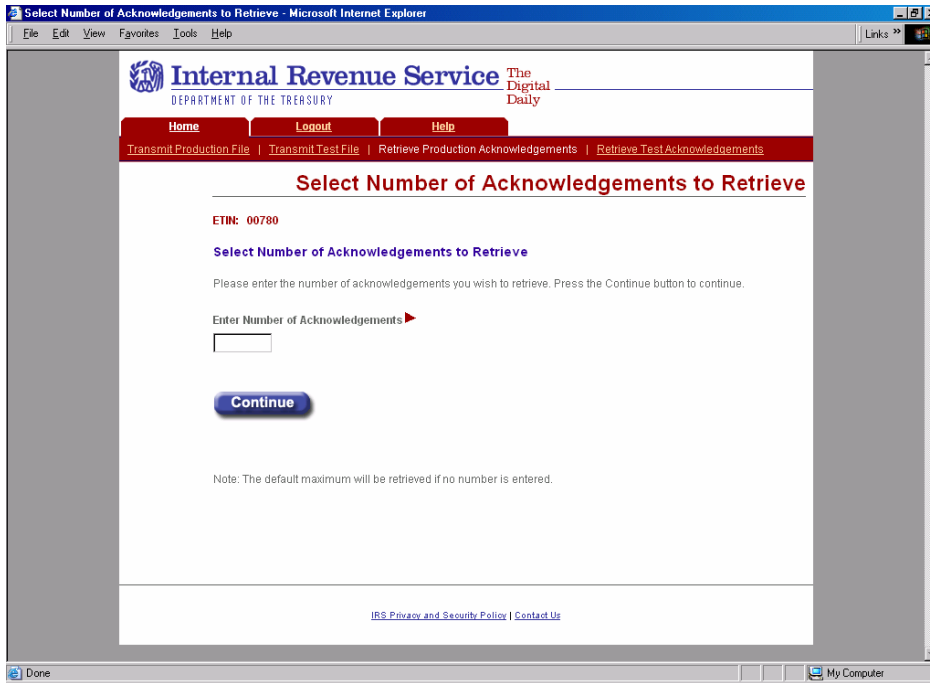 Select Number of Acknowledgements to Retrieve - Microsoft Internet Explorer
File Edit View Favorites Tools Help Links »
Internal Revenue Service The Digital Daily
DEPARTMENT OF THE TREASURY
Home Logout Help
Transmit Production File | Transmit Test File | Retrieve Production Acknowledgements | Retrieve Test Acknowledgements
Select Number of Acknowledgements to Retrieve
ETIN: 00780
Select Number of Acknowledgements to Retrieve
Please enter the number of acknowledgements you wish to retrieve. Press the Continue button to continue.
Enter Number of Acknowledgements
Continue
Note: The default maximum will be retrieved if no number is entered.
IRS Privacy and Security Policy | Contact Us
Done My Computer